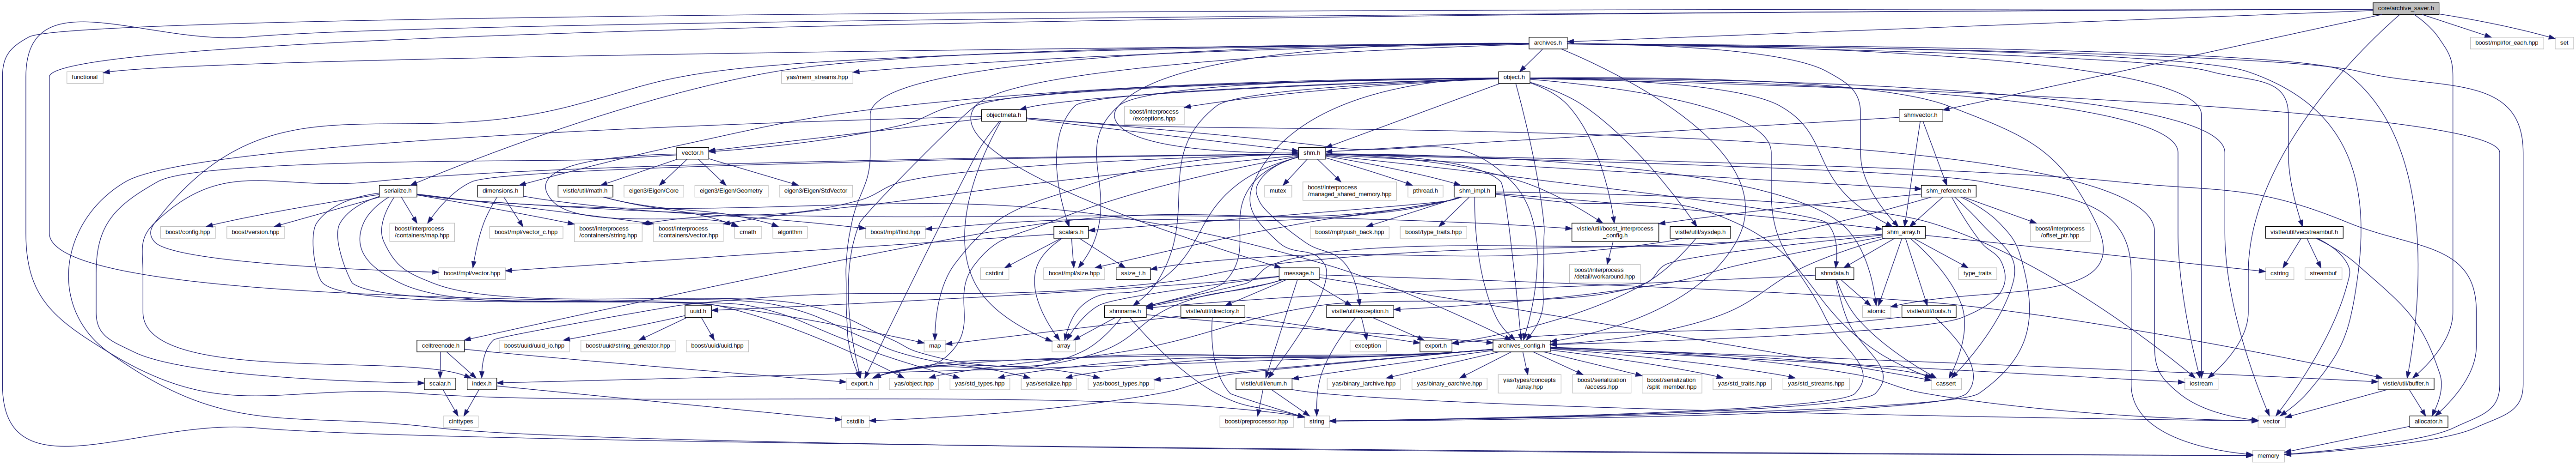 core/archive_saver.h
archives.h
boost/mpl/for_each.hpp
set
functional
yas/mem_streams.hpp
object.h
objectmeta.h
boost/interprocess
/exceptions.hpp
shmvector.h
vector.h
shm.h
serialize.h
dimensions.h
vistle/util/math.h
eigen3/Eigen/Core
eigen3/Eigen/Geometry
eigen3/Eigen/StdVector
mutex
boost/interprocess
/managed_shared_memory.hpp
pthread.h
shm_impl.h
shm_reference.h
boost/config.hpp
boost/version.hpp
boost/interprocess
/containers/map.hpp
boost/mpl/vector_c.hpp
boost/interprocess
/containers/string.hpp
boost/interprocess
/containers/vector.hpp
cmath
algorithm
boost/mpl/find.hpp
scalars.h
boost/mpl/push_back.hpp
boost/type_traits.hpp
vistle/util/boost_interprocess
_config.h
vistle/util/sysdep.h
shm_array.h
boost/interprocess
/offset_ptr.hpp
vistle/util/vecstreambuf.h
boost/mpl/vector.hpp
cstdint
boost/mpl/size.hpp
ssize_t.h
message.h
boost/interprocess
/detail/workaround.hpp
shmdata.h
type_traits
cstring
streambuf
uuid.h
shmname.h
vistle/util/directory.h
vistle/util/exception.h
atomic
vistle/util/tools.h
celltreenode.h
boost/uuid/uuid_io.hpp
boost/uuid/string_generator.hpp
boost/uuid/uuid.hpp
map
array
exception
export.h
archives_config.h
scalar.h
index.h
export.h
yas/object.hpp
yas/std_types.hpp
yas/serialize.hpp
yas/boost_types.hpp
vistle/util/enum.h
yas/binary_iarchive.hpp
yas/binary_oarchive.hpp
yas/types/concepts
/array.hpp
boost/serialization
/access.hpp
boost/serialization
/split_member.hpp
yas/std_traits.hpp
yas/std_streams.hpp
cassert
iostream
vistle/util/buffer.h
cinttypes
cstdlib
boost/preprocessor.hpp
string
vector
allocator.h
memory